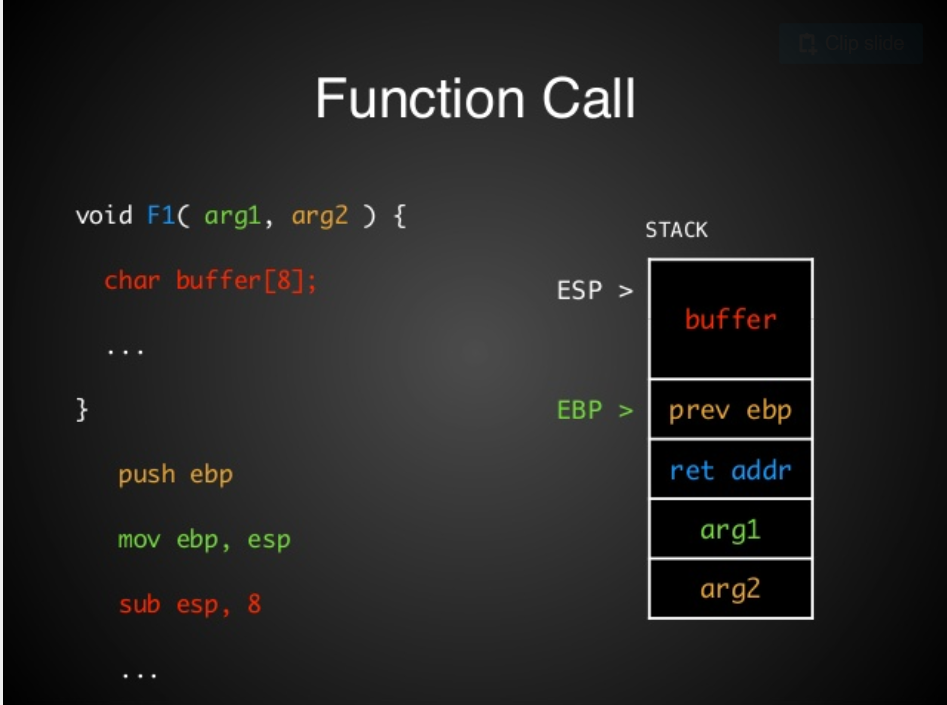 Clip slide
Function Call
void F1( arg1, arg2 ) {
char buffer[8];
...
}
push ebp
mov ebp, esp
sub esp, 8
...
STACK
ESP >
buffer
EBP >
prev ebp
ret addr
arg1
arg2